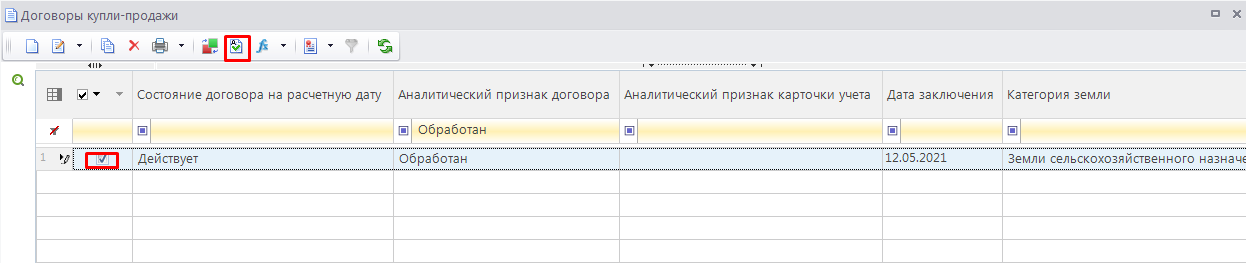 Договоры купли-продажи
Состояние договора на расчетную дату Аналитический признак договора Аналитический признак карточки учета Дата заключения Категория земли
Обработан
1 Действует Обработан 12.05.2021 Земли сельскохозяйственного назначе